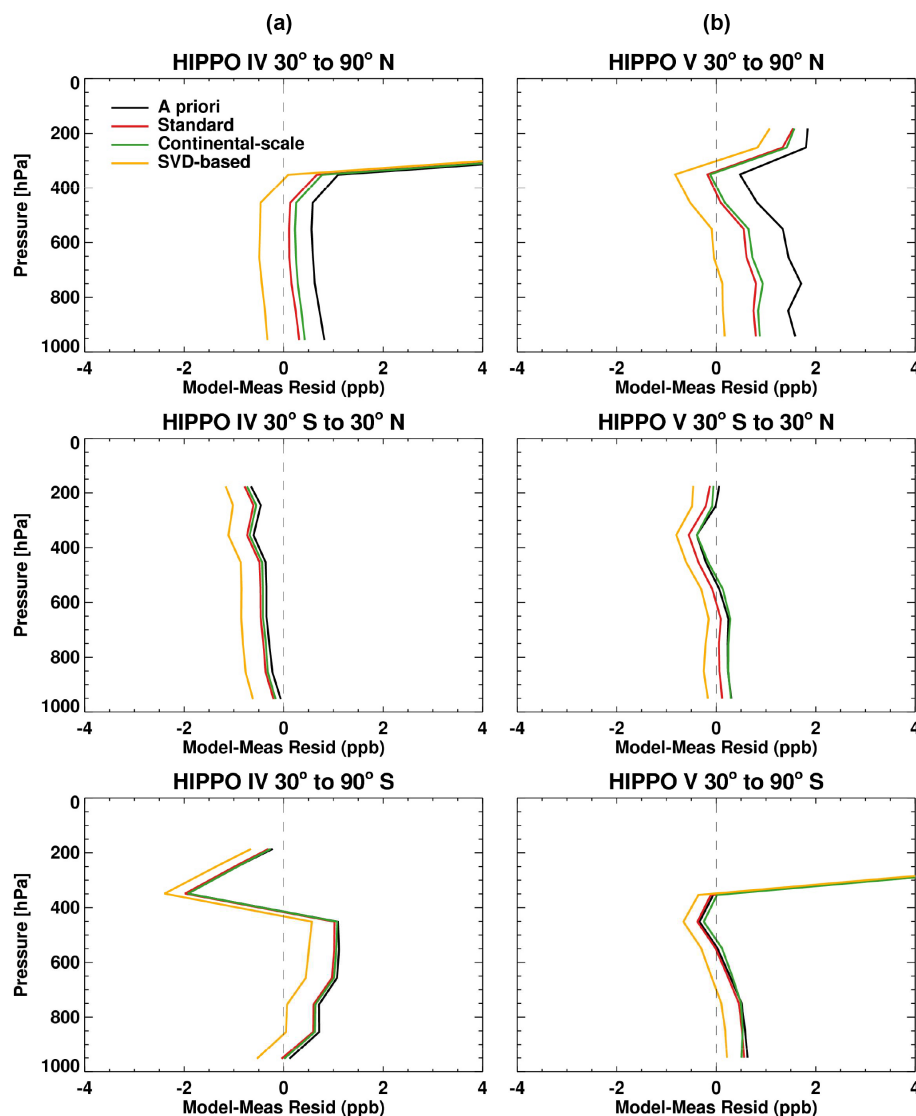 (a)
(b)
HIPPO IV 30° to 90° N
HIPPO V 30° to 90° N
A priori
Standard
Continental-scale
SVD-based
Pressure [hPa]
0
200
400
600
800
1000
-4 -2 0 2 4
Model-Meas Resid (ppb)
Pressure [hPa]
0
200
400
600
800
1000
-4 -2 0 2 4
Model-Meas Resid (ppb)
HIPPO IV 30° S to 30° N
HIPPO V 30° S to 30° N
Pressure [hPa]
0
200
400
600
800
1000
-4 -2 0 2 4
Model-Meas Resid (ppb)
Pressure [hPa]
0
200
400
600
800
1000
-4 -2 0 2 4
Model-Meas Resid (ppb)
HIPPO IV 30° to 90° S
HIPPO V 30° to 90° S
Pressure [hPa]
0
200
400
600
800
1000
-4 -2 0 2 4
Model-Meas Resid (ppb)
Pressure [hPa]
0
200
400
600
800
1000
-4 -2 0 2 4
Model-Meas Resid (ppb)